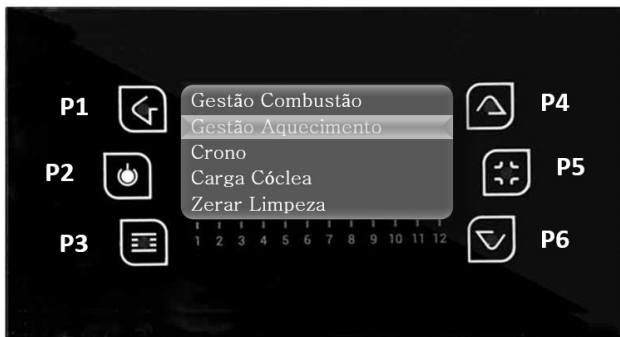 P1
P2
P3
Gestão Combustão
Gestão Aquecimento
Crono
Carga Cóclea
Zerar Limpeza
1 2 3 4 5 6 7 8 9 10 11 12
P4
P5
P6